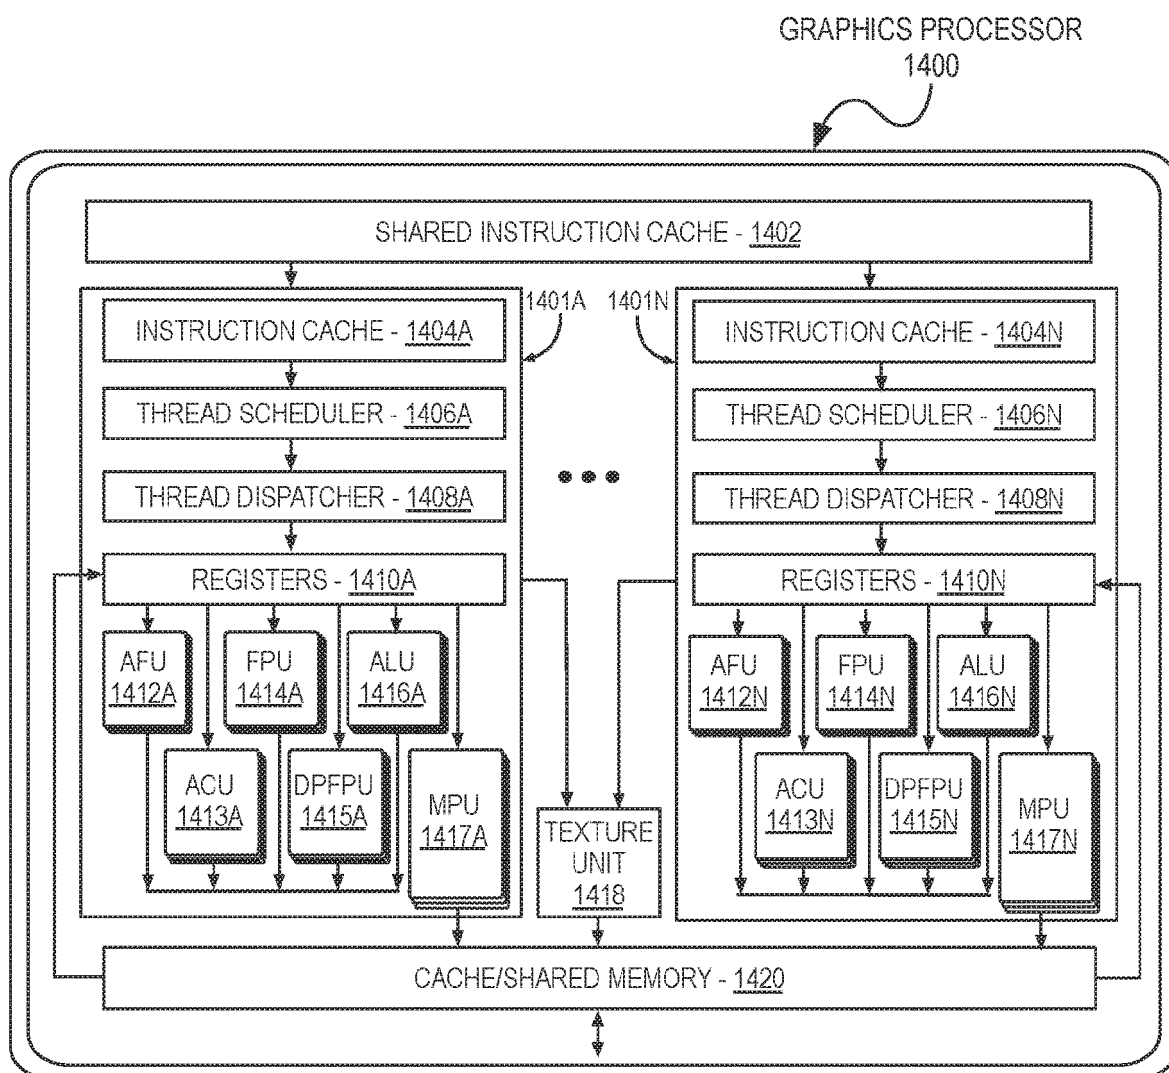 GRAPHICS PROCESSOR
1400
SHARED INSTRUCTION CACHE - 1402
1401A
1401N
INSTRUCTION CACHE - 1404A
THREAD SCHEDULER - 1406A
THREAD DISPATCHER - 1408A
REGISTERS - 1410A
AFU
1412A
FPU
1414A
ALU
1416A
ACU
1413A
DPFPU
1415A
MPU
1417A
TEXTURE
UNIT
1418
INSTRUCTION CACHE - 1404N
THREAD SCHEDULER - 1406N
THREAD DISPATCHER - 1408N
REGISTERS - 1410N
AFU
1412N
FPU
1414N
ALU
1416N
ACU
1413N
DPFPU
1415N
MPU
1417N
CACHE/SHARED MEMORY - 1420